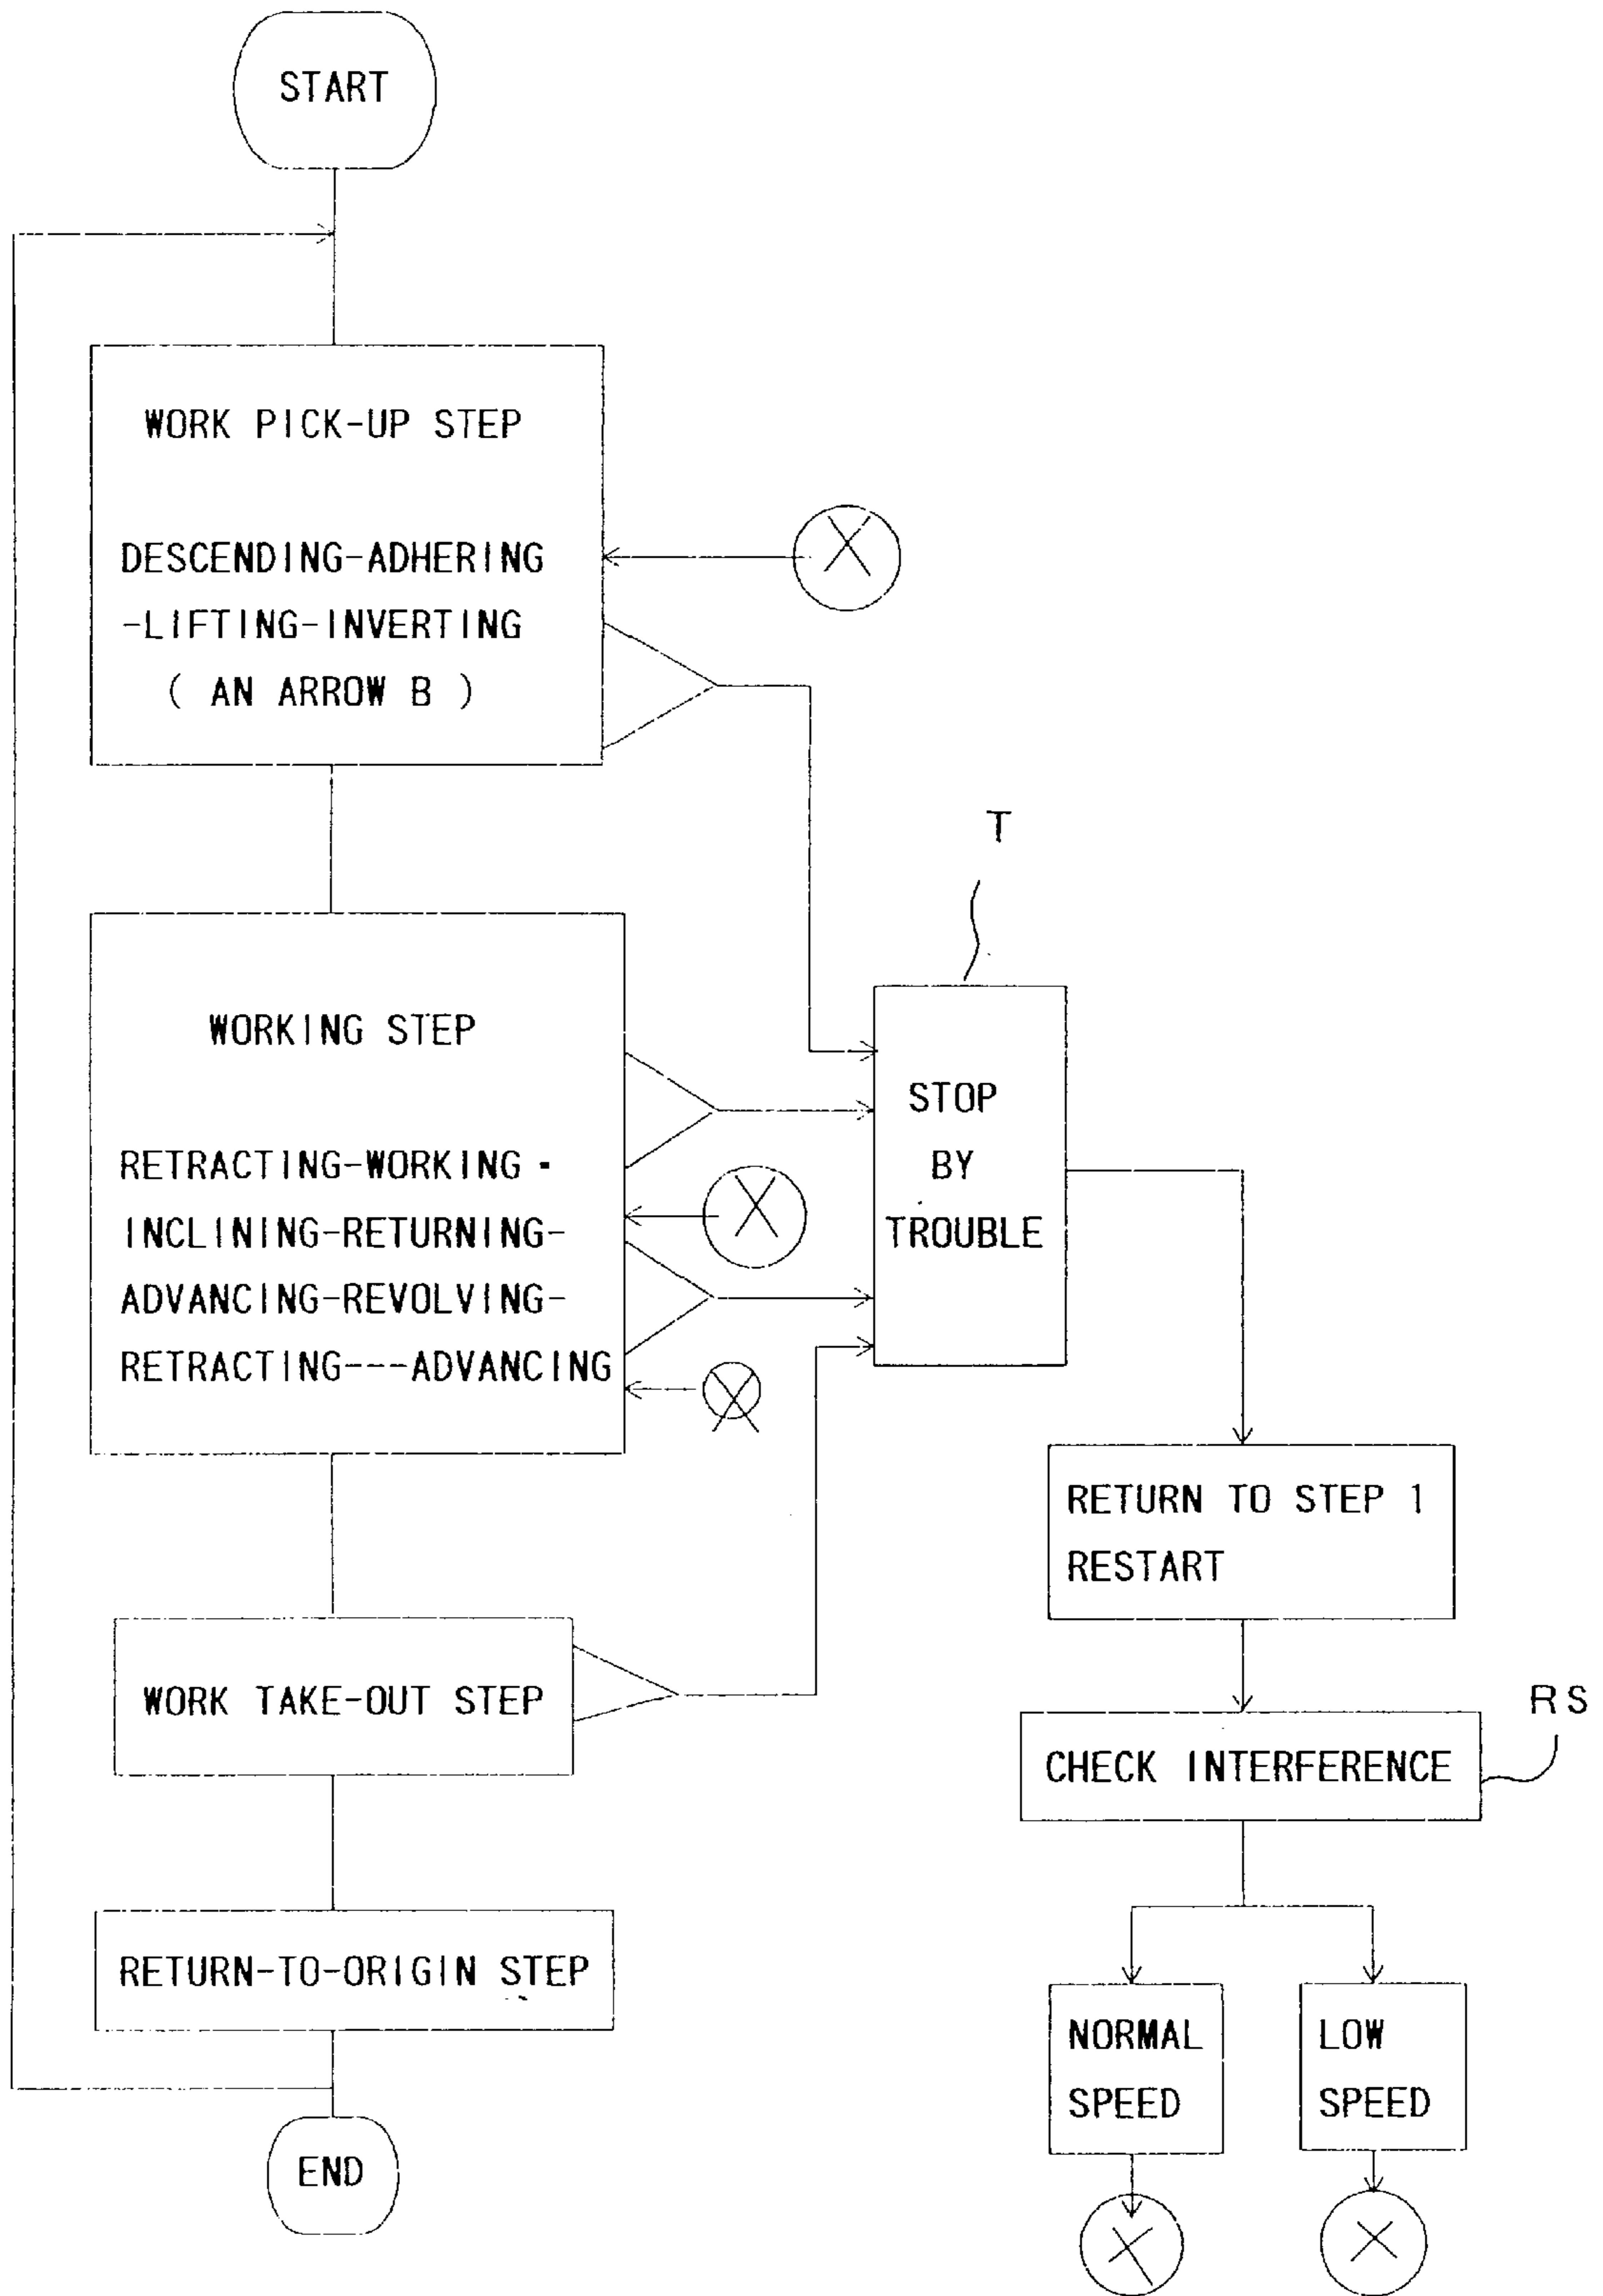 START
WORK PICK-UP STEP
DESCENDING-ADHERING
-LIFTING-INVERTING
( AN ARROW B )
T
WORKING STEP
RETRACTING-WORKING-
INCLINING-RETURNING-
ADVANCING-REVOLVING-
RETRACTING---ADVANCING
STOP
BY
TROUBLE
RETURN TO STEP 1
RESTART
WORK TAKE-OUT STEP
RS
CHECK INTERFERENCE
RETURN-TO-ORIGIN STEP
NORMAL
SPEED
LOW
SPEED
END